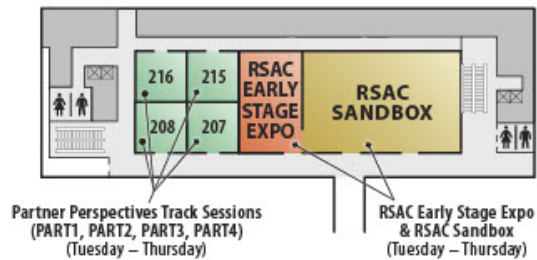 216 215
208 207
RSAC
EARLY
STAGE
EXPO
RSAC
SANDBOX
Partner Perspectives Track Sessions
(PART1, PART2, PART3, PART4)
(Tuesday – Thursday)
RSAC Early Stage Expo
& RSAC Sandbox
(Tuesday – Thursday)